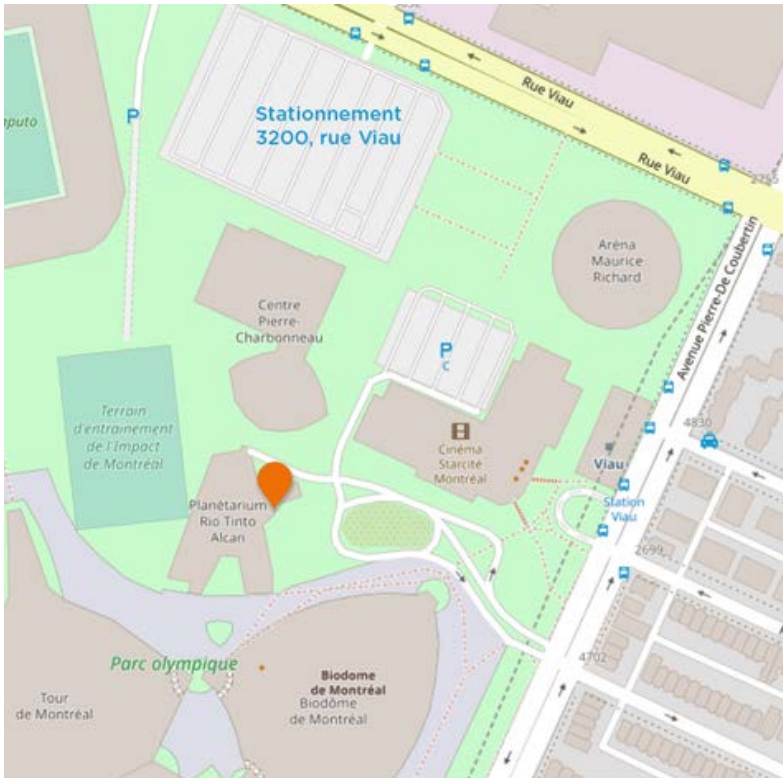 Rue Viau
Stationnement
3200, rue Viau
P
Rue Viau
2755
Aréna
Maurice
Richard
Avenue Pierre-De Coubertin
Centre
Pierre-
Charbonneau
P
C
Terrain
d'entrainement
de l'Impact
de Montréal
4830
Cinéma
Starcité
Montréal
Viau
Station
Viau
Planétarium
Rio Tinto
Alcan
2699
4702
Parc olympique
Biodome
de Montréal
Biodôme
de Montréal
Tour
de Montréal